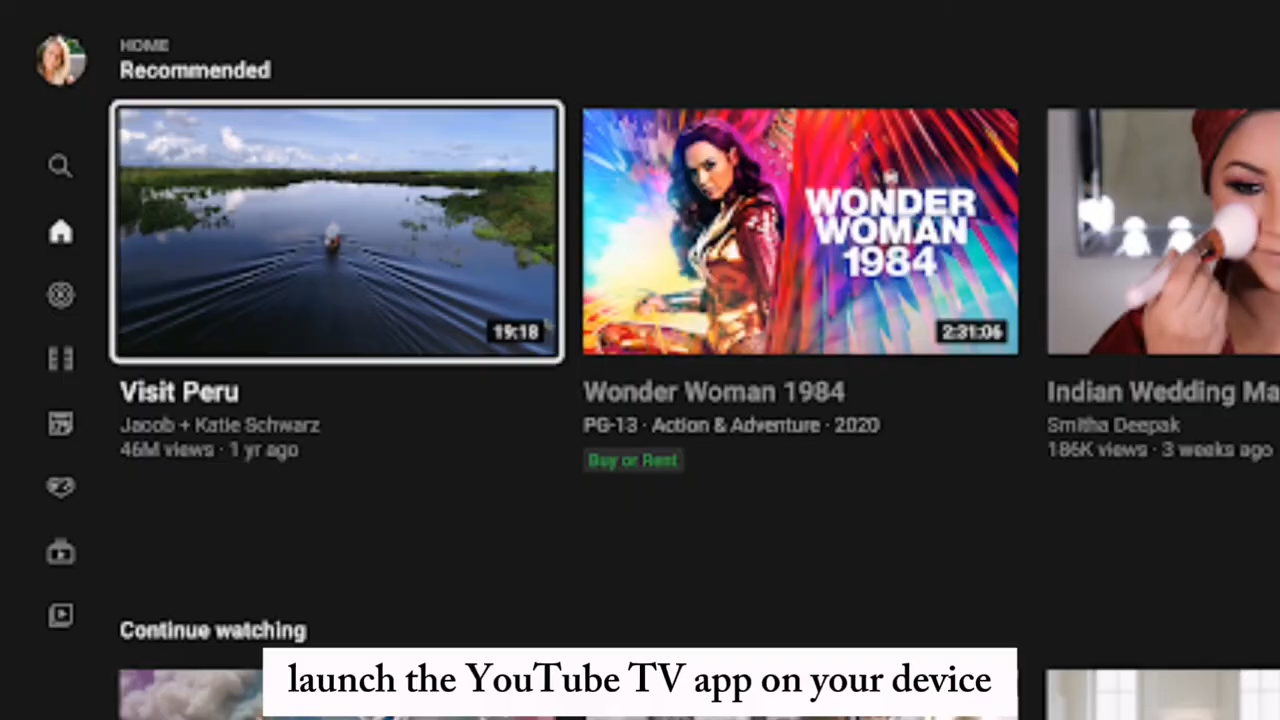 HOME
Recommended
WONDER
WOMAN
1984
19:18
2:31:06
Visit Peru
Jacob + Katie Schwarz
46M views · 1 yr ago
Wonder Woman 1984
PG-13 · Action & Adventure · 2020
Buy or Rent
Indian Wedding Ma
Smitha Deepak
186K views · 3 weeks ago
Continue watching
launch the YouTube TV app on your device